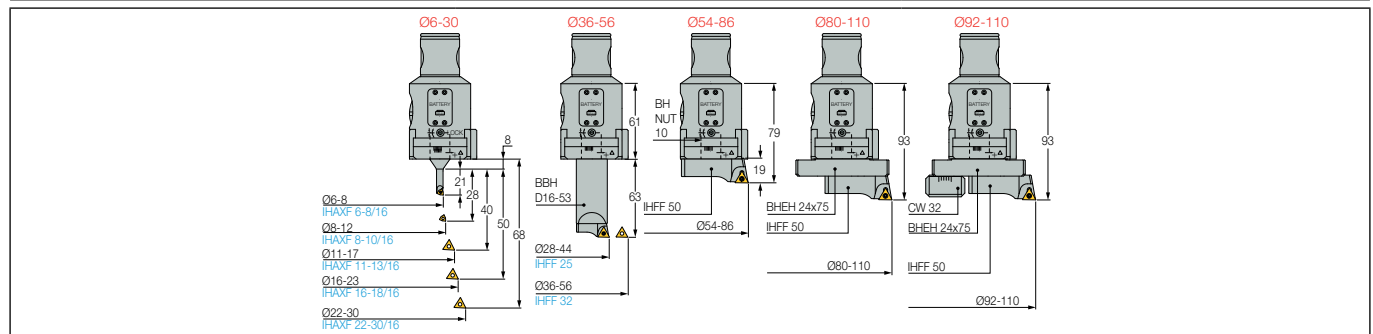 Ø6-30
Ø36-56
Ø54-86
Ø80-110
Ø92-110
BATTERY
LOCK
8
21
28
40
50
68
Ø6-8
IHAXF 6-8/16
Ø8-12
IHAXF 8-10/16
Ø11-17
IHAXF 11-13/16
Ø16-23
IHAXF 16-18/16
Ø22-30
IHAXF 22-30/16
BATTERY
61
63
BBH
D16-53
Ø28-44
IHFF 25
Ø36-56
IHFF 32
BATTERY
BH
NUT
10
79
19
IHFF 50
Ø54-86
BATTERY
93
BHEH 24x75
IHFF 50
Ø80-110
BATTERY
93
CW 32
BHEH 24x75
IHFF 50
Ø92-110